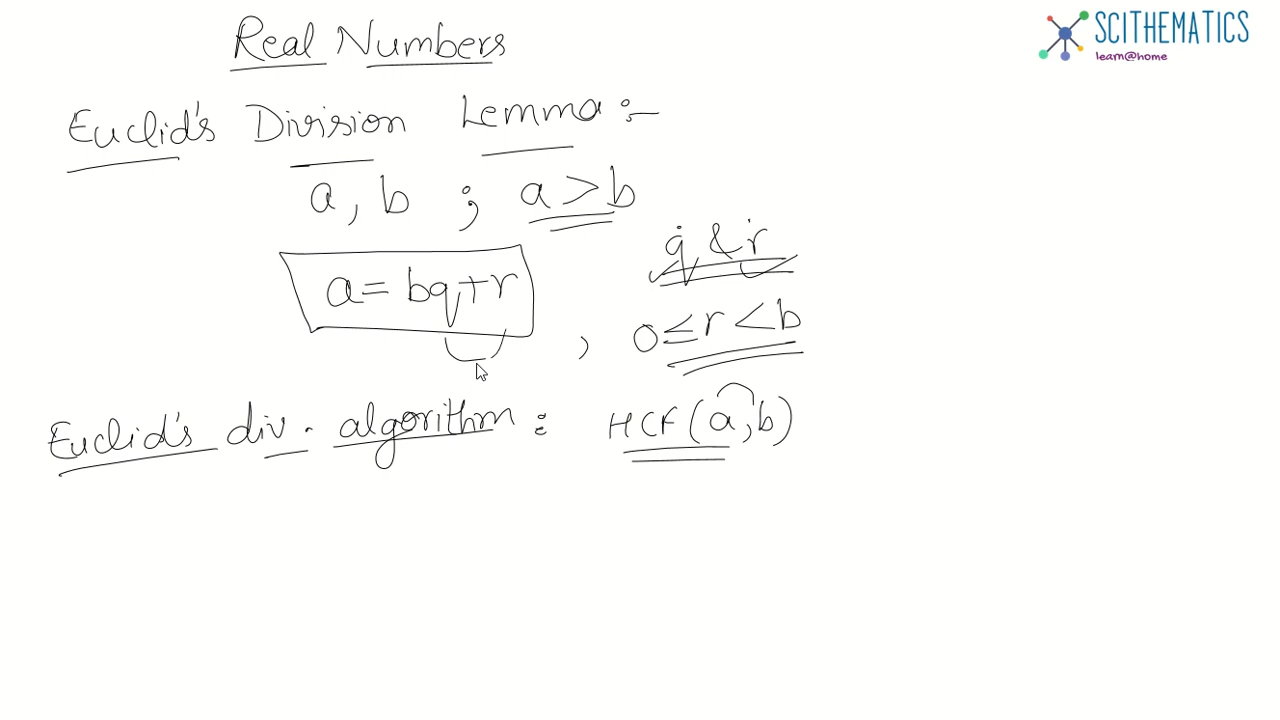 Real Numbers
SCITHEMATICS
learn@home
Euclid's Division Lemma :-
a, b ; a > b
q & r
a = bq + r
, 0 ≤ r < b
Euclid's div. algorithm : HCF (a, b)